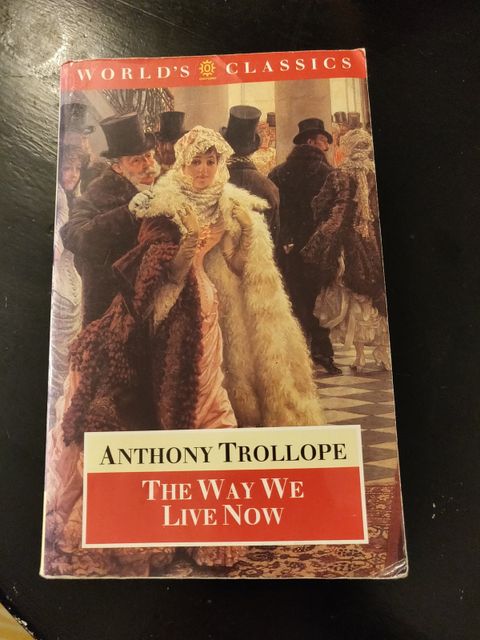 WORLD'S CLASSICS
ANTHONY TROLLOPE
THE WAY WE
LIVE NOW